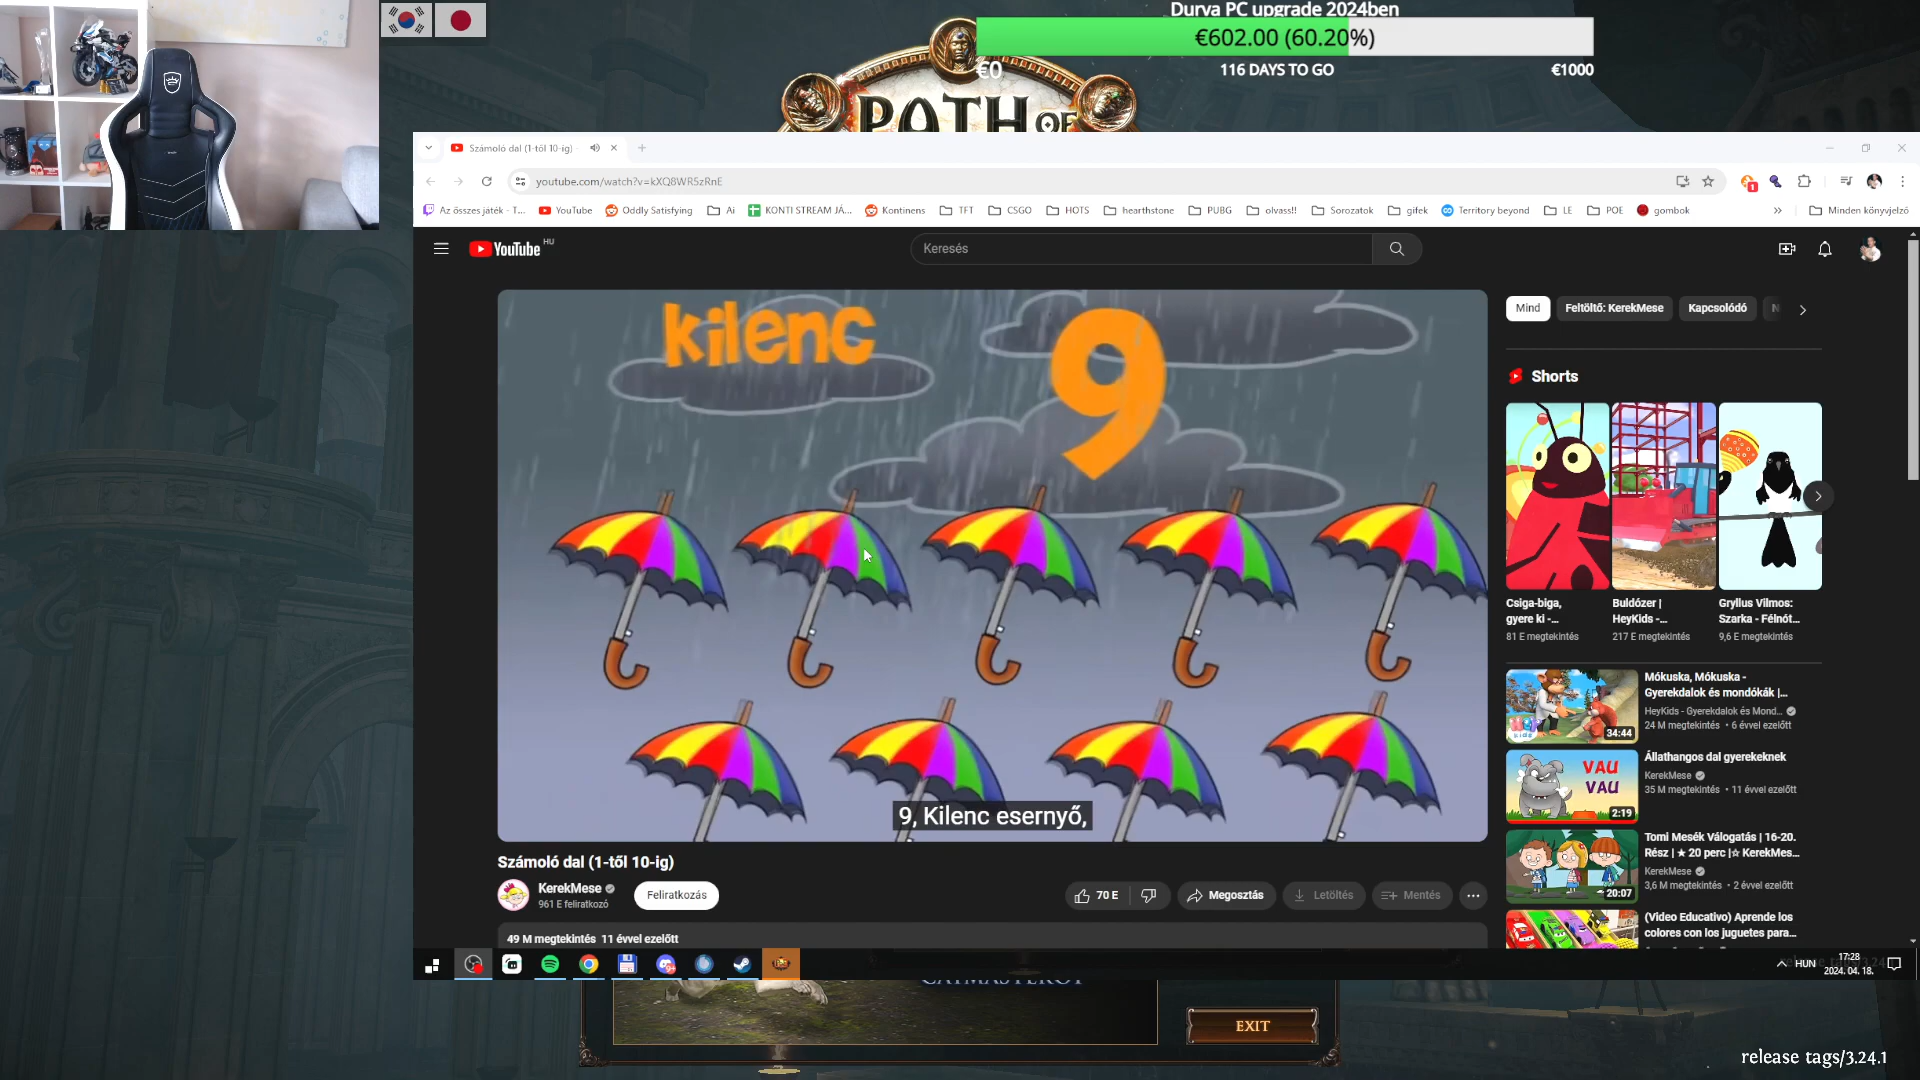 Durva PC upgrade 2024ben
€602.00 (60.20%)
€0
116 DAYS TO GO
€1000
PATH OF
Számoló dal (1-től 10-ig)
youtube.com/watch?v=kXQ8WR5zRnE
1
Az összes játék - T...
YouTube
Oddly Satisfying
Ai
KONTI STREAM JÁ...
Kontinens
TFT
CSGO
HOTS
hearthstone
PUBG
olvass!!
Sorozatok
gifek
Territory beyond
LE
POE
gombok
Minden könyvjelző
YouTube HU
Keresés
kilenc
9
9, Kilenc esernyő,
Mind
Feltöltő: KerekMese
Kapcsolódó
Shorts
Csiga-biga,
gyere ki -...
81 E megtekintés
Buldózer |
HeyKids -...
217 E megtekintés
Gryllus Vilmos:
Szarka - Félnót...
9,6 E megtekintés
34:44
Mókuska, Mókuska -
Gyerekdalok és mondókák |...
HeyKids - Gyerekdalok és Mond...
24 M megtekintés • 6 évvel ezelőtt
VAU
VAU
2:19
Állathangos dal gyerekeknek
KerekMese
35 M megtekintés • 11 évvel ezelőtt
20:07
Tomi Mesék Válogatás | 16-20.
Rész | ★ 20 perc |☆ KerekMes...
KerekMese
3,6 M megtekintés • 2 évvel ezelőtt
(Video Educativo) Aprende los
colores con los juguetes para...
Számoló dal (1-től 10-ig)
KerekMese
961 E feliratkozó
Feliratkozás
70 E
Megosztás
Letöltés
Mentés
49 M megtekintés 11 évvel ezelőtt
HUN
17:28
2024. 04. 18.
EXIT
release tags/3.24.1